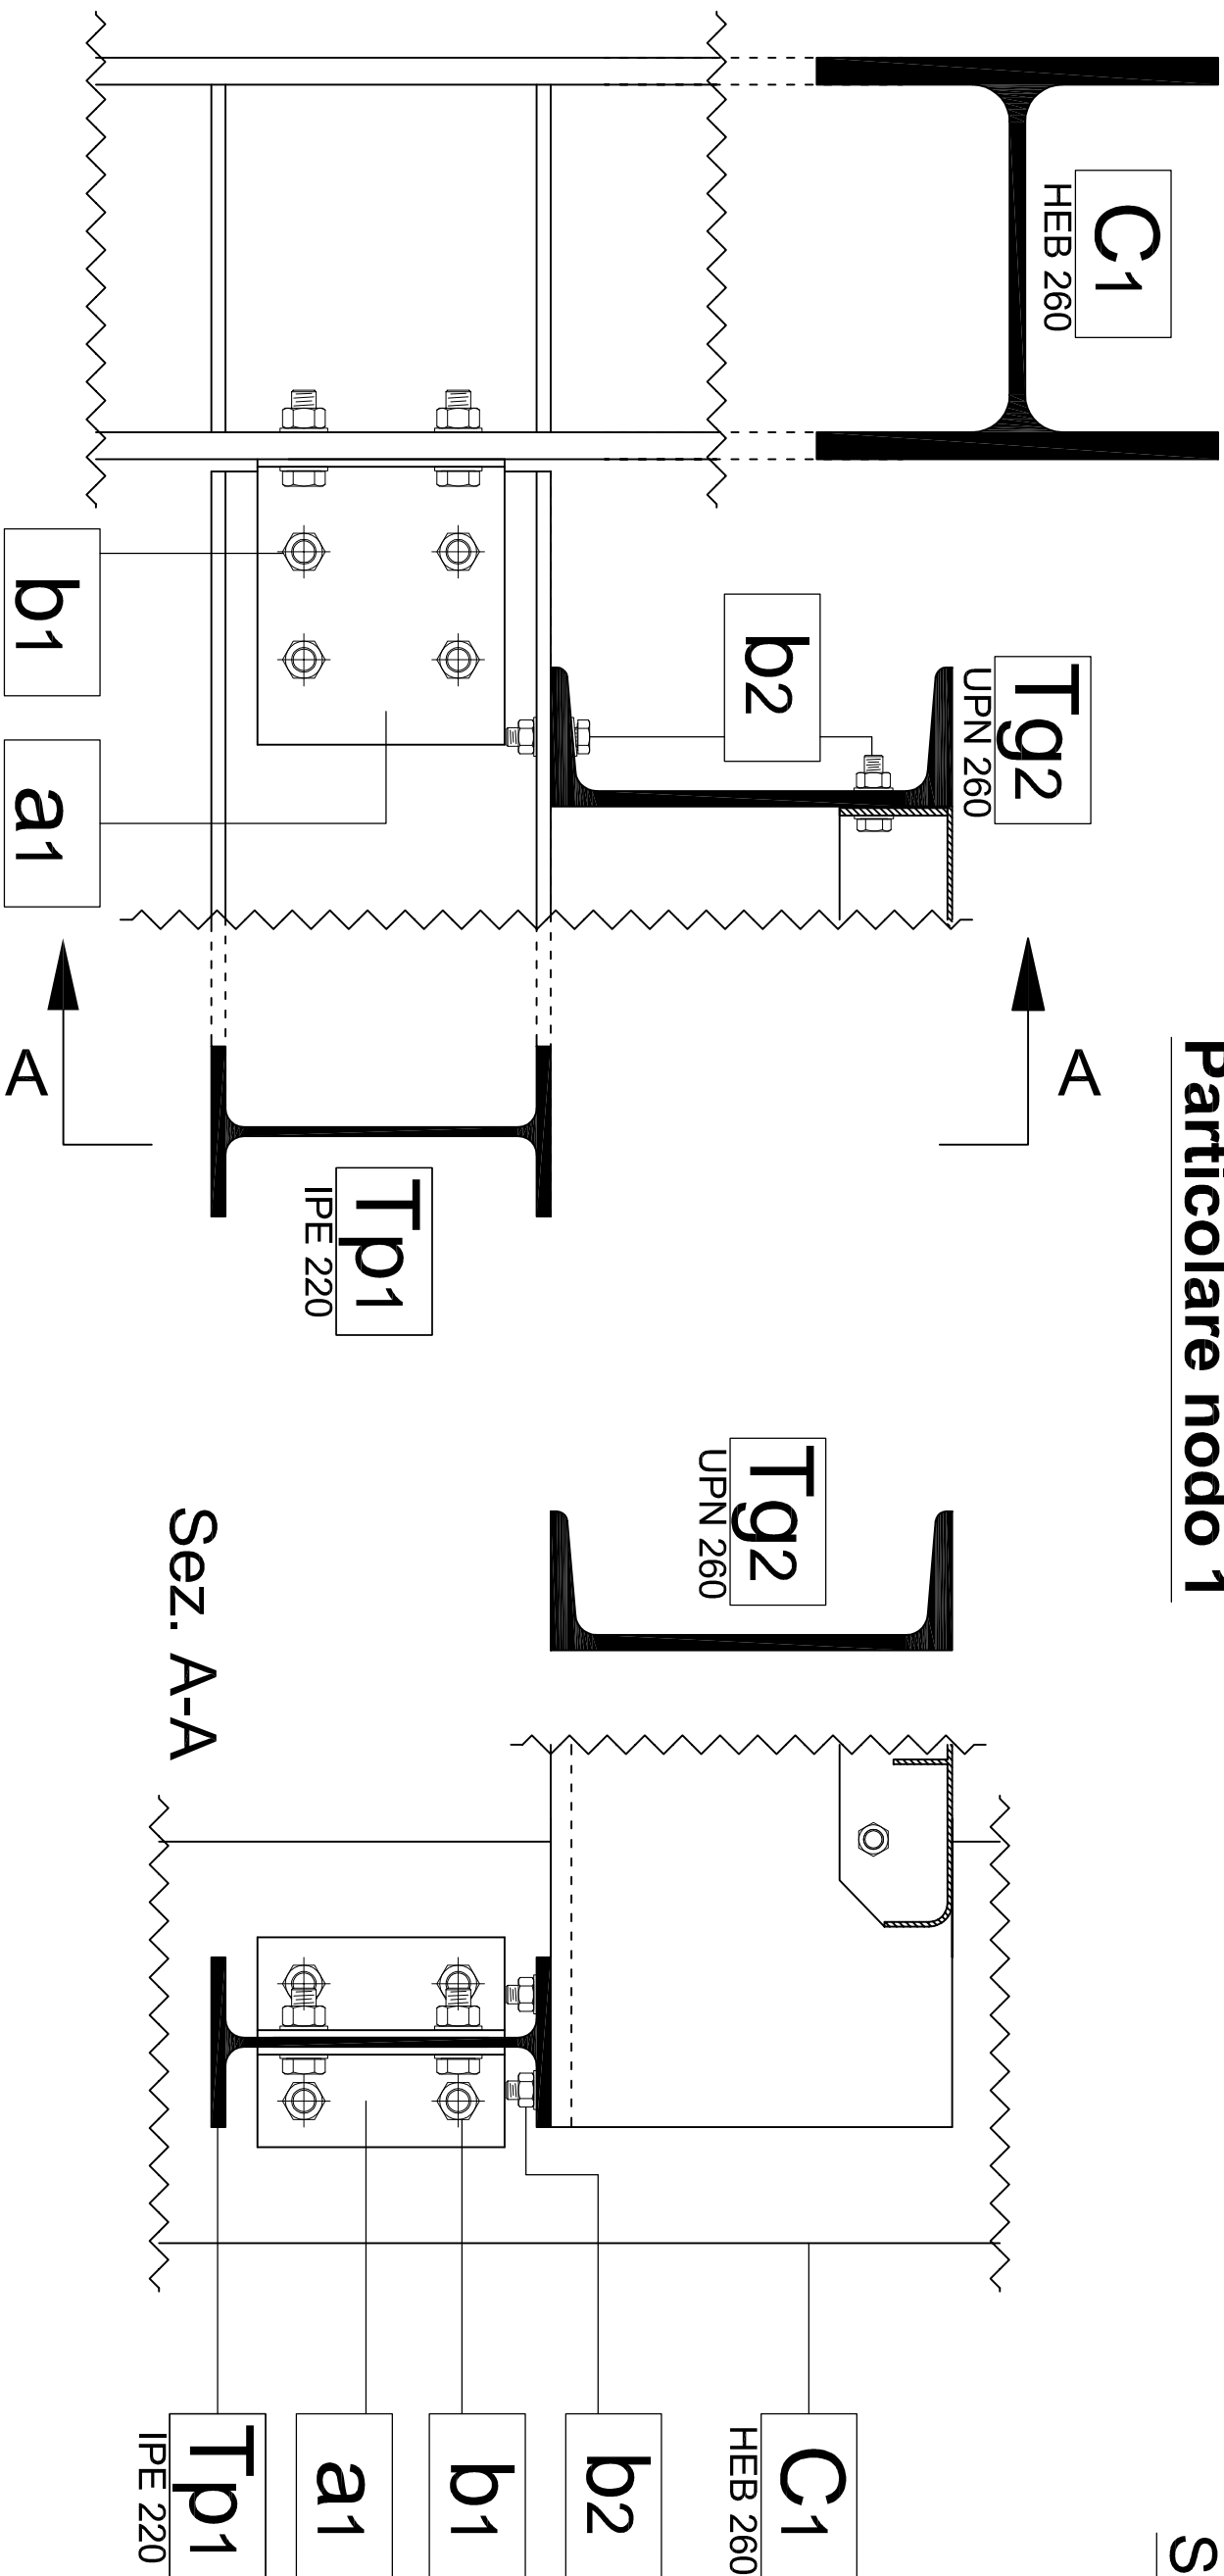 Particolare nodo 1
S
C1
HEB 260
Tg2
UPN 260
b2
b1
a1
A
A
Tp1
IPE 220
Tg2
UPN 260
Sez. A-A
C1
HEB 260
b2
b1
a1
Tp1
IPE 220